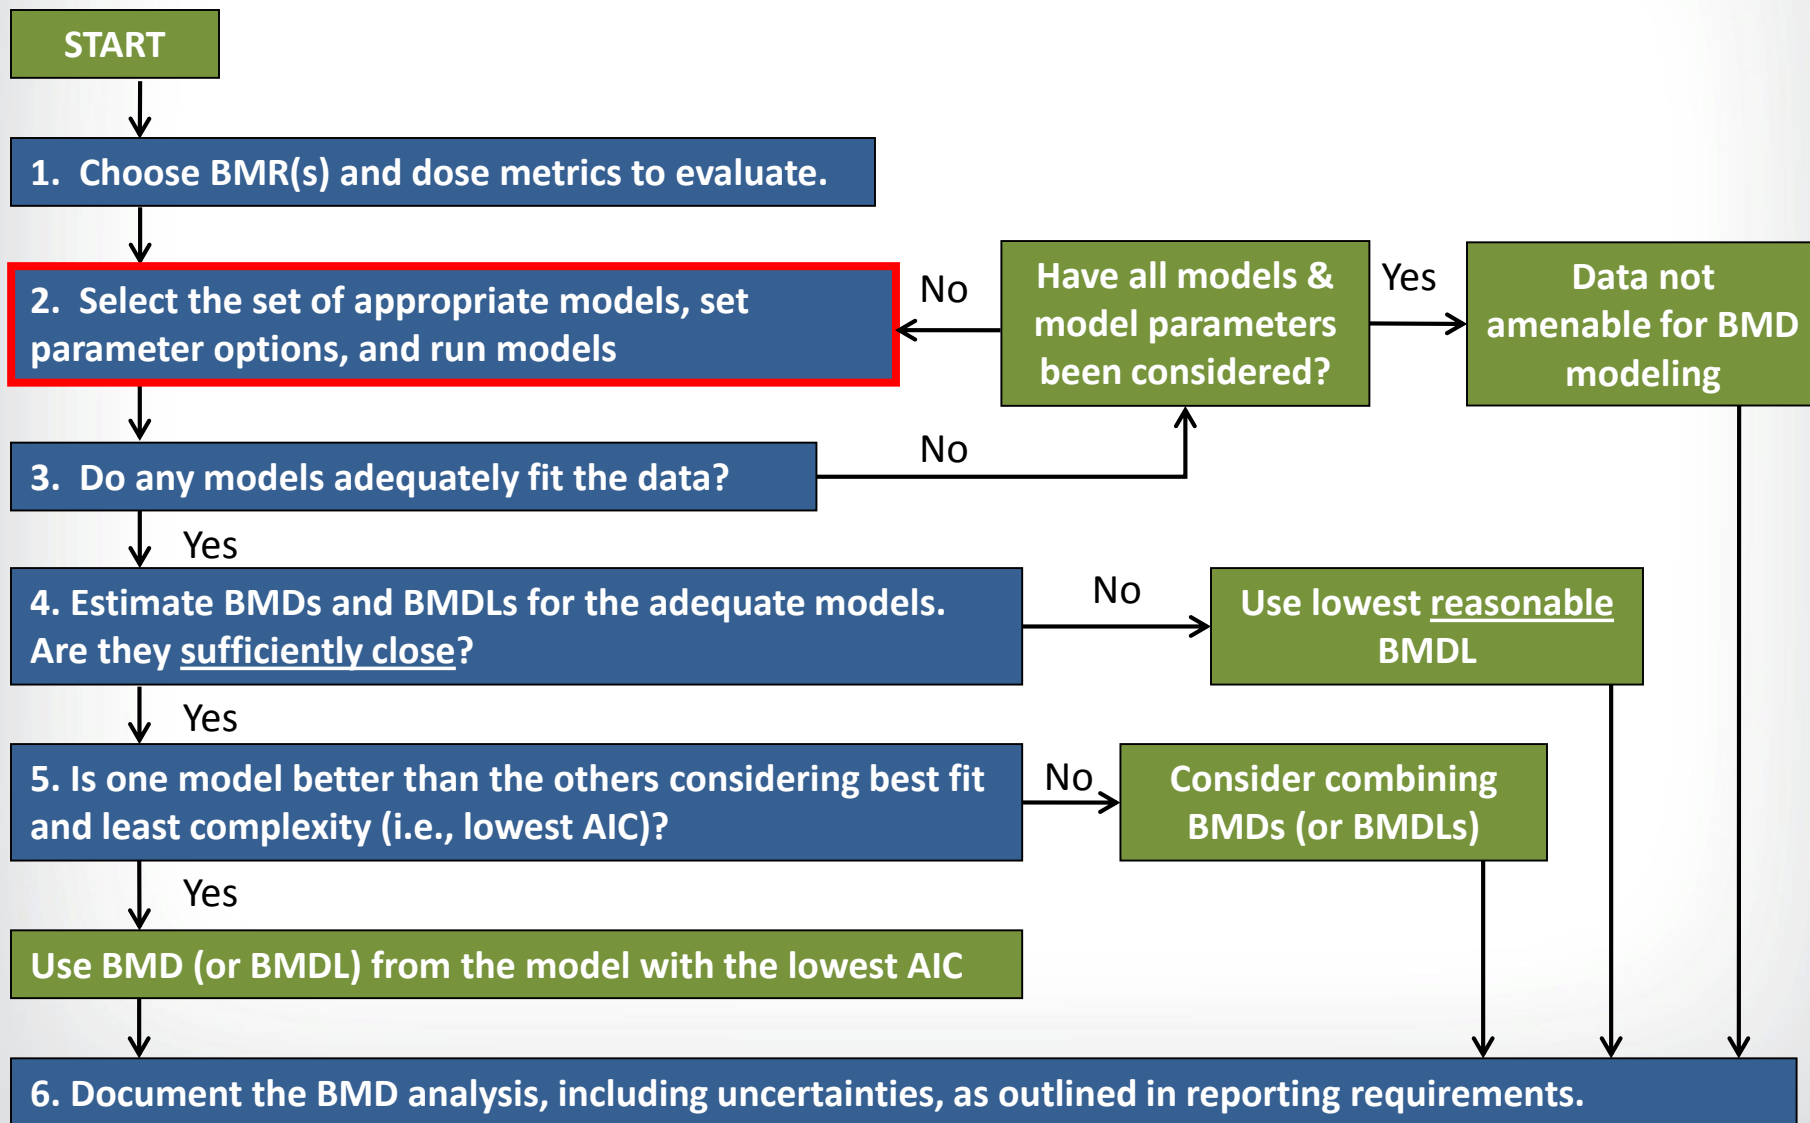 START
1. Choose BMR(s) and dose metrics to evaluate.
2. Select the set of appropriate models, set
parameter options, and run models
No
Have all models &
model parameters
been considered?
Yes
Data not
amenable for BMD
modeling
3. Do any models adequately fit the data?
No
Yes
4. Estimate BMDs and BMDLs for the adequate models.
Are they sufficiently close?
No
Use lowest reasonable
BMDL
Yes
5. Is one model better than the others considering best fit
and least complexity (i.e., lowest AIC)?
No
Consider combining
BMDs (or BMDLs)
Yes
Use BMD (or BMDL) from the model with the lowest AIC
6. Document the BMD analysis, including uncertainties, as outlined in reporting requirements.